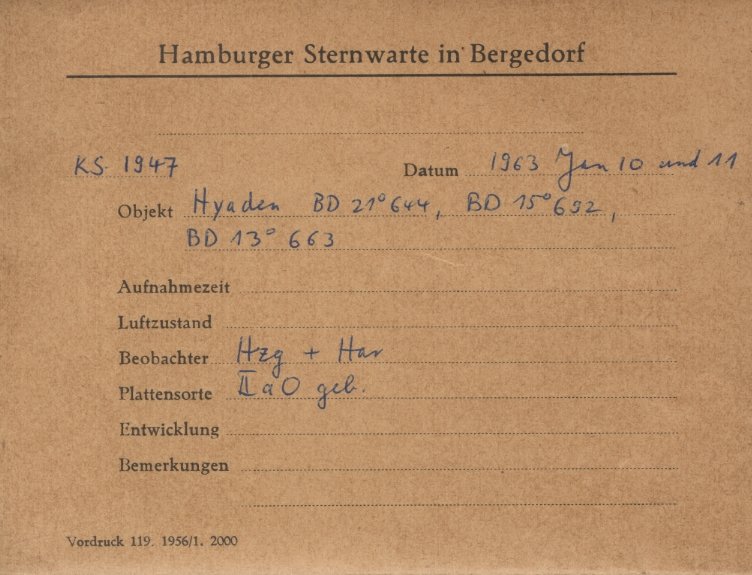 Hamburger Sternwarte in Bergedorf
KS. 1947 Datum 1963 Jan 10 und 11
Objekt Hyaden BD 21° 644, BD 15° 692,
BD 13° 663
Aufnahmezeit
Luftzustand
Beobachter Hzg + Har
Plattensorte IIaO geb.
Entwicklung
Bemerkungen
Vordruck 119. 1956/1. 2000